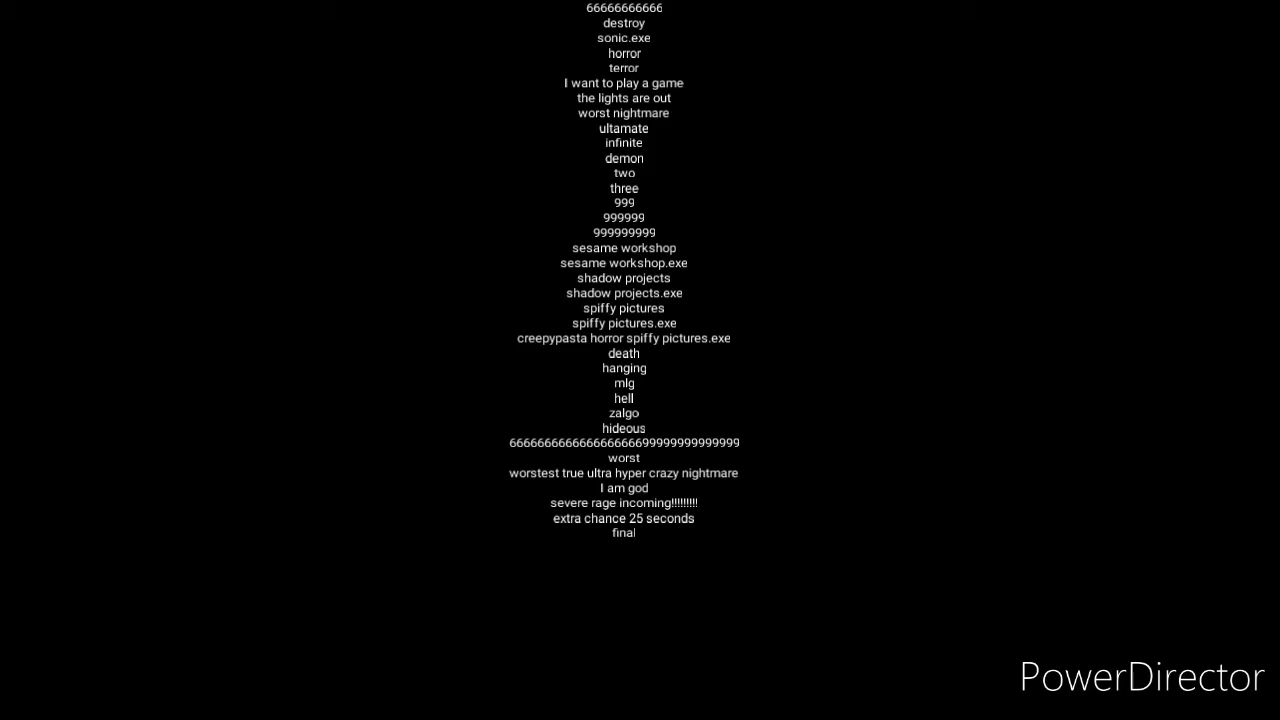 66666666666
destroy
sonic.exe
horror
terror
I want to play a game
the lights are out
worst nightmare
ultamate
infinite
demon
two
three
999
999999
999999999
sesame workshop
sesame workshop.exe
shadow projects
shadow projects.exe
spiffy pictures
spiffy pictures.exe
creepypasta horror spiffy pictures.exe
death
hanging
mlg
hell
zalgo
hideous
666666666666666666699999999999999
worst
worstest true ultra hyper crazy nightmare
I am god
severe rage incoming!!!!!!!!!
extra chance 25 seconds
final
PowerDirector